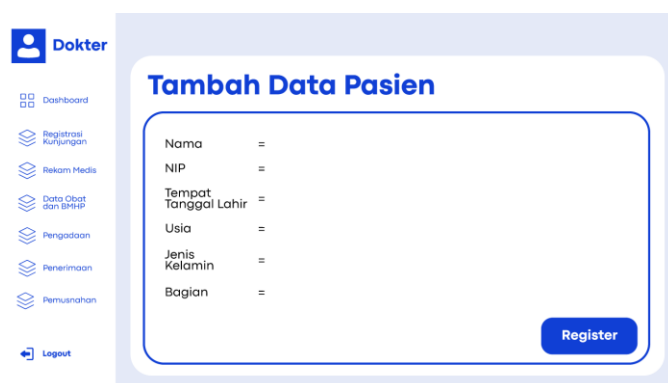 Dokter
Dashboard
Registrasi
Kunjungan
Rekam Medis
Data Obat
dan BMHP
Pengadaan
Penerimaan
Pemusnahan
Logout
Tambah Data Pasien
Nama =
NIP =
Tempat
Tanggal Lahir =
Usia =
Jenis
Kelamin =
Bagian =
Register